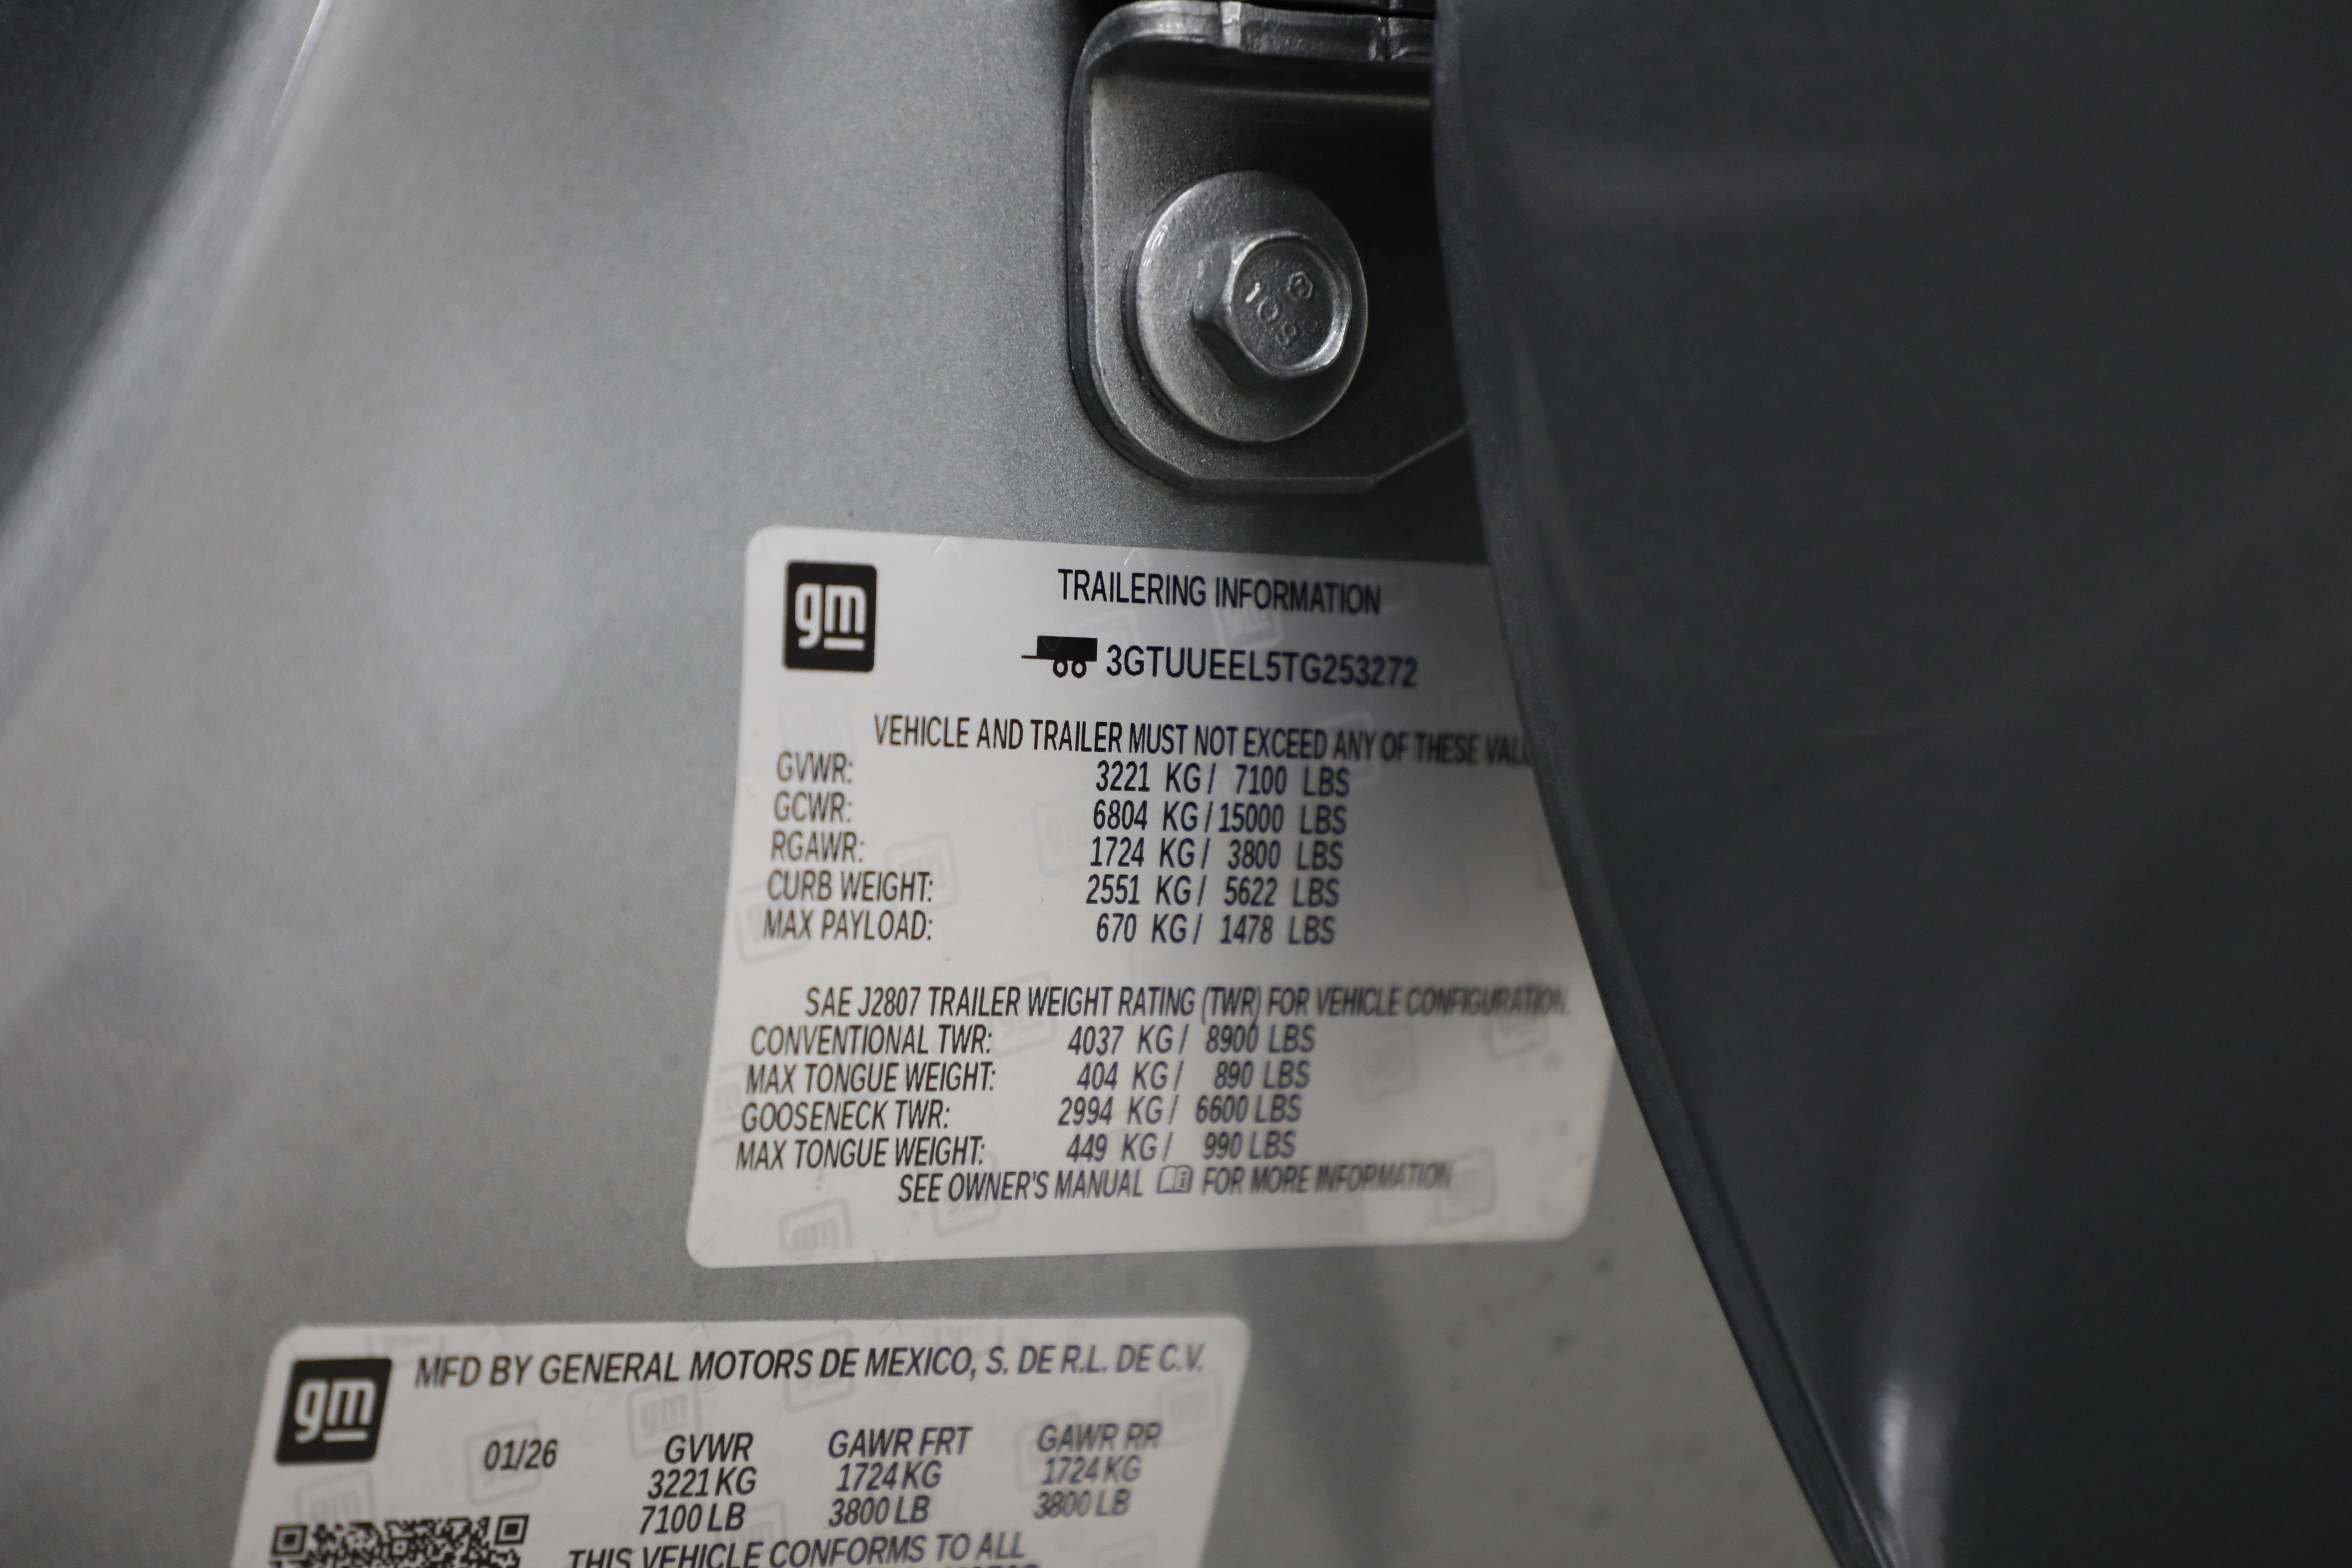 109
gm
TRAILERING INFORMATION
3GTUUEEL5TG253272
VEHICLE AND TRAILER MUST NOT EXCEED ANY OF THESE
GVWR: 3221 KG / 7100 LBS
GCWR: 6804 KG / 15000 LBS
RGAWR: 1724 KG / 3800 LBS
CURB WEIGHT: 2551 KG / 5622 LBS
MAX PAYLOAD: 670 KG / 1478 LBS
SAE J2807 TRAILER WEIGHT RATING (TWR) FOR VEHICLE CONFIGURATION.
CONVENTIONAL TWR: 4037 KG / 8900 LBS
MAX TONGUE WEIGHT: 404 KG / 890 LBS
GOOSENECK TWR: 2994 KG / 6600 LBS
MAX TONGUE WEIGHT: 449 KG / 990 LBS
SEE OWNER'S MANUAL FOR MORE INFORMATION
gm
MFD BY GENERAL MOTORS DE MEXICO, S. DE R.L. DE C.V.
01/26 GVWR GAWR FRT GAWR RR
3221 KG 1724 KG 1724 KG
7100 LB 3800 LB 3800 LB
THIS VEHICLE CONFORMS TO ALL